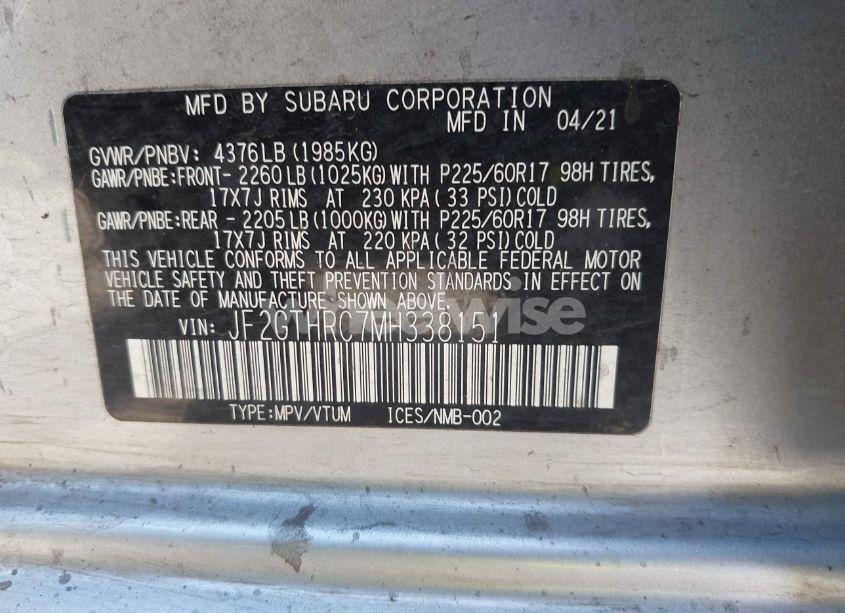 MFD BY SUBARU CORPORATION
MFD IN 04/21
GVWR/PNBV: 4376LB(1985KG)
GAWR/PNBE:FRONT- 2260LB(1025KG)WITH P225/60R17 98H TIRES,
17X7J RIMS AT 230 KPA( 33 PSI)COLD
GAWR/PNBE:REAR - 2205LB(1000KG)WITH P225/60R17 98H TIRES,
17X7J RIMS AT 220 KPA( 32 PSI)COLD
THIS VEHICLE CONFORMS TO ALL APPLICABLE FEDERAL MOTOR
VEHICLE SAFETY AND THEFT PREVENTION STANDARDS IN EFFECT ON
THE DATE OF MANUFACTURE SHOWN ABOVE.
VIN: JF2GTHRC7MH338151
TYPE:MPV/VTUM ICES/NMB-002